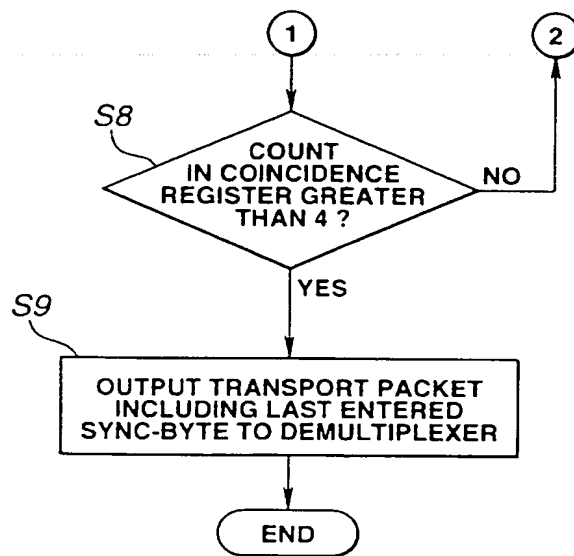 1
2
S8
COUNT
IN COINCIDENCE
REGISTER GREATER
THAN 4 ?
NO
YES
S9
OUTPUT TRANSPORT PACKET
INCLUDING LAST ENTERED
SYNC-BYTE TO DEMULTIPLEXER
END